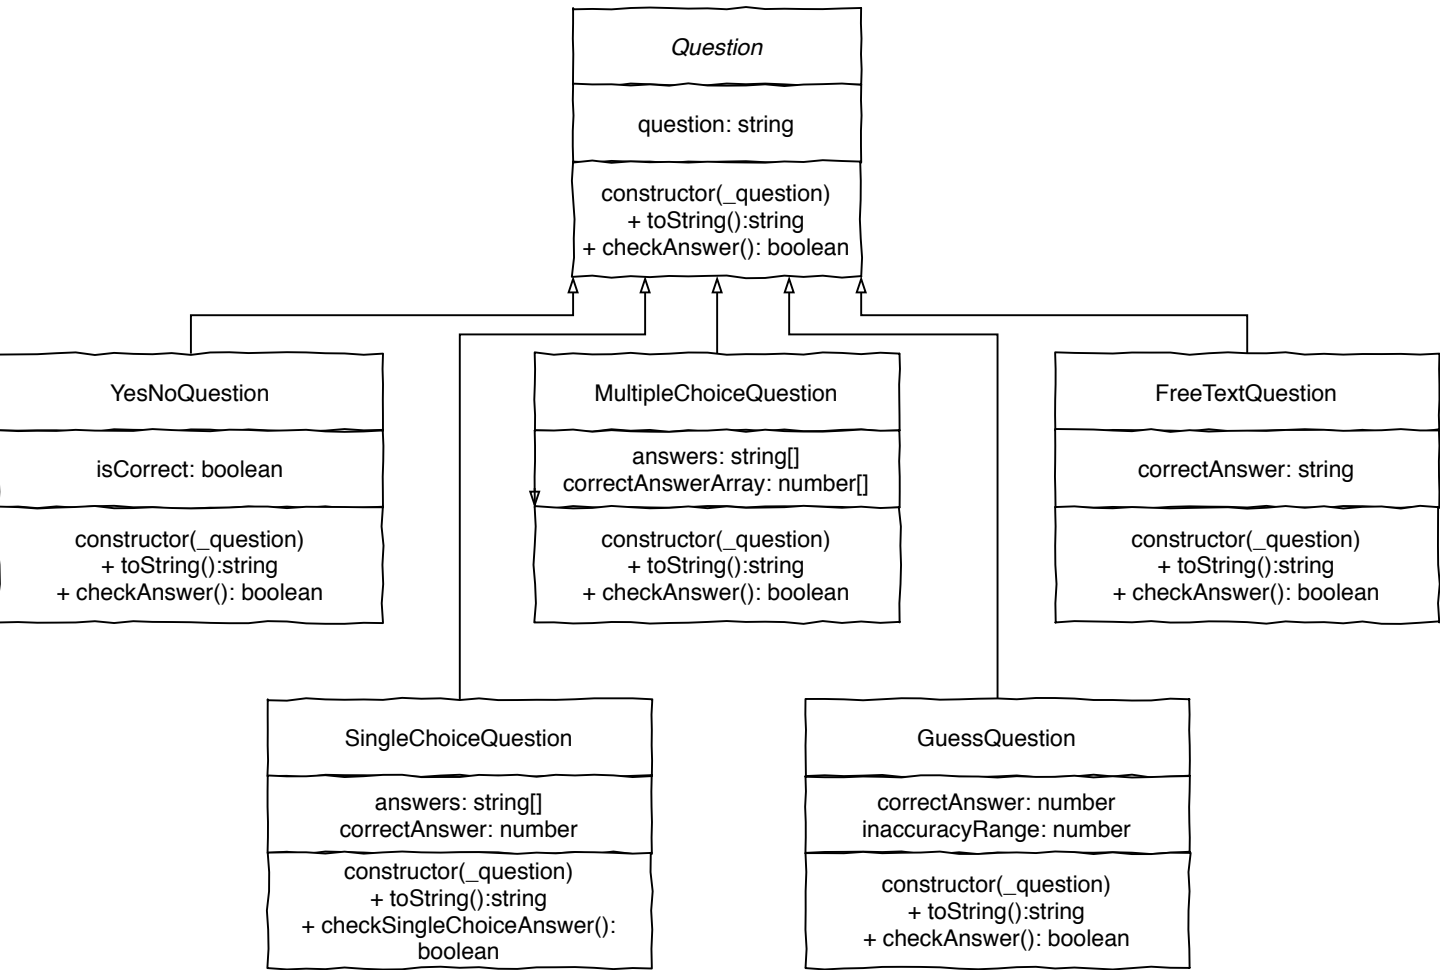 Question
question: string
constructor(_question)
+ toString():string
+ checkAnswer(): boolean
YesNoQuestion
isCorrect: boolean
constructor(_question)
+ toString():string
+ checkAnswer(): boolean
MultipleChoiceQuestion
answers: string[]
correctAnswerArray: number[]
constructor(_question)
+ toString():string
+ checkAnswer(): boolean
FreeTextQuestion
correctAnswer: string
constructor(_question)
+ toString():string
+ checkAnswer(): boolean
SingleChoiceQuestion
answers: string[]
correctAnswer: number
constructor(_question)
+ toString():string
+ checkSingleChoiceAnswer():
boolean
GuessQuestion
correctAnswer: number
inaccuracyRange: number
constructor(_question)
+ toString():string
+ checkAnswer(): boolean